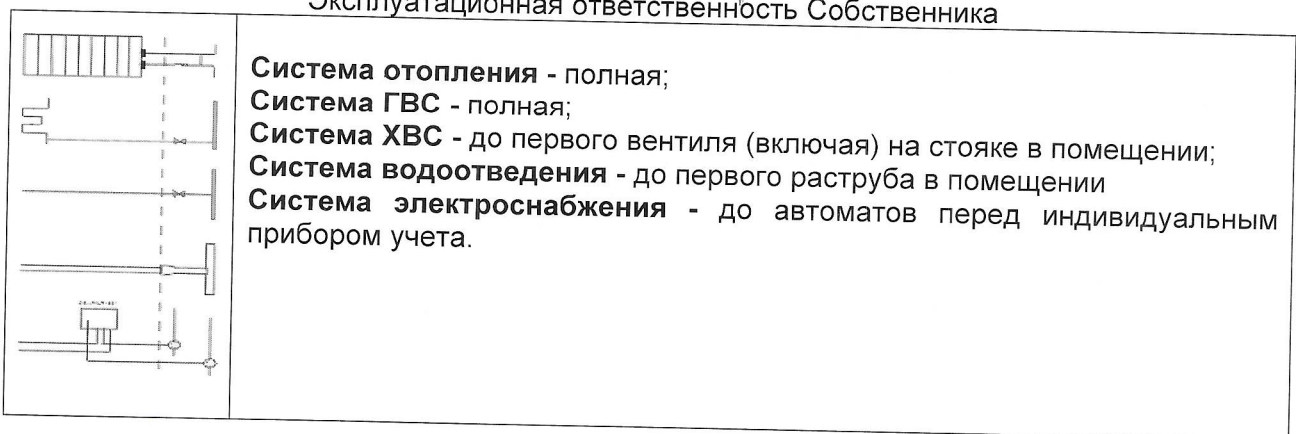 Эксплуатационная ответственность Собственника
Система отопления - полная;
Система ГВС - полная;
Система ХВС - до первого вентиля (включая) на стояке в помещении;
Система водоотведения - до первого раструба в помещении
Система электроснабжения - до автоматов перед индивидуальным
прибором учета.